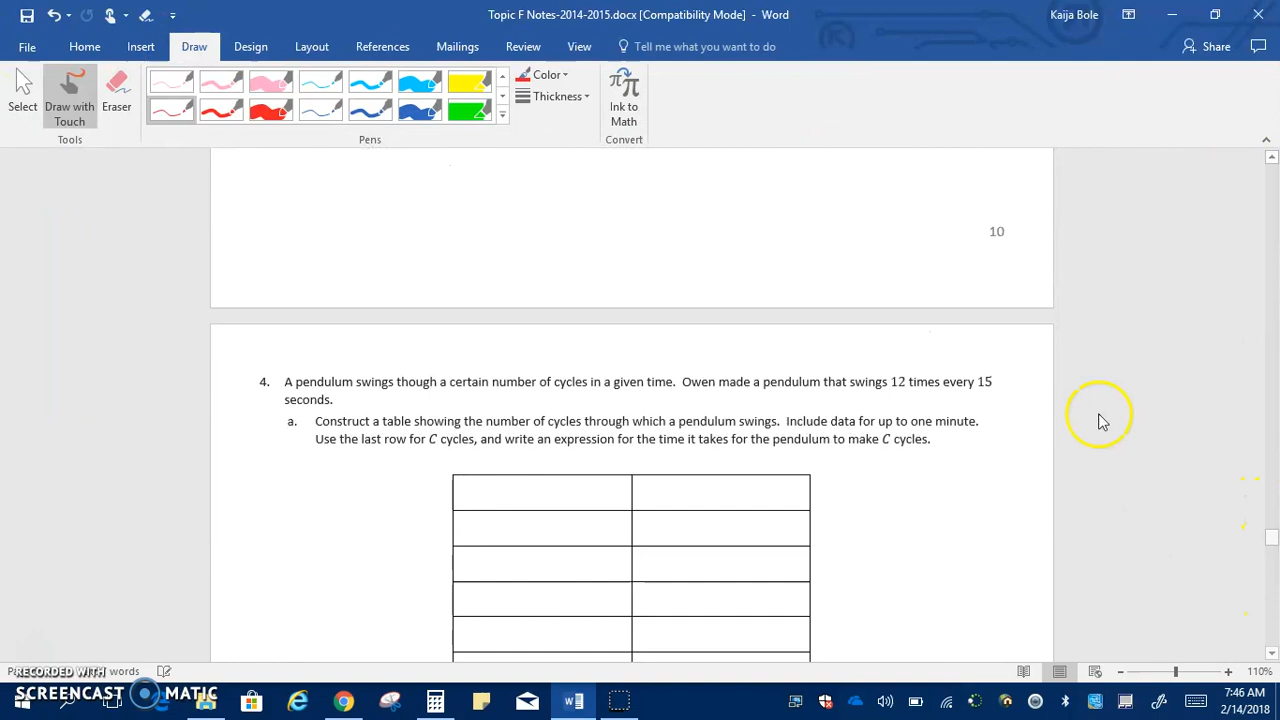 Topic F Notes-2014-2015.docx [Compatibility Mode] - Word
Kaija Bole
File Home Insert Draw Design Layout References Mailings Review View Tell me what you want to do Share
Select
Draw with Touch
Eraser
Color
Thickness
Ink to Math
Tools
Pens
Convert
10
4. A pendulum swings though a certain number of cycles in a given time. Owen made a pendulum that swings 12 times every 15
seconds.
a. Construct a table showing the number of cycles through which a pendulum swings. Include data for up to one minute.
Use the last row for C cycles, and write an expression for the time it takes for the pendulum to make C cycles.
words
110%
RECORDED WITH
SCREENCAST MATIC
7:46 AM
2/14/2018